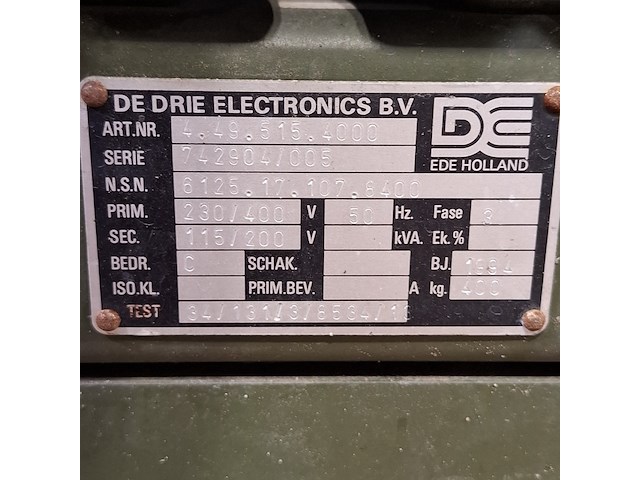 DE DRIE ELECTRONICS B.V. DE
ART.NR. 4.49.515.4000
SERIE 742904/005 EDE HOLLAND
N.S.N. 6125.17.107.6400
PRIM. 230/400 V 50 Hz. Fase 3
SEC. 115/200 V kVA. Ek.%
BEDR. C SCHAK. BJ. 1994
ISO.KL. PRIM.BEV. A kg. 400
TEST